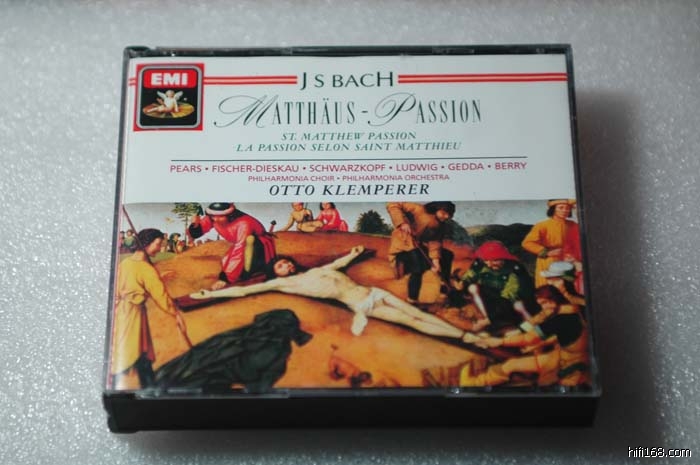 EMI
J S BACH
MATTHÄUS-PASSION
ST. MATTHEW PASSION
LA PASSION SELON SAINT MATTHIEU
PEARS • FISCHER-DIESKAU • SCHWARZKOPF • LUDWIG • GEDDA • BERRY
PHILHARMONIA CHOIR • PHILHARMONIA ORCHESTRA
OTTO KLEMPERER
hifi168.com